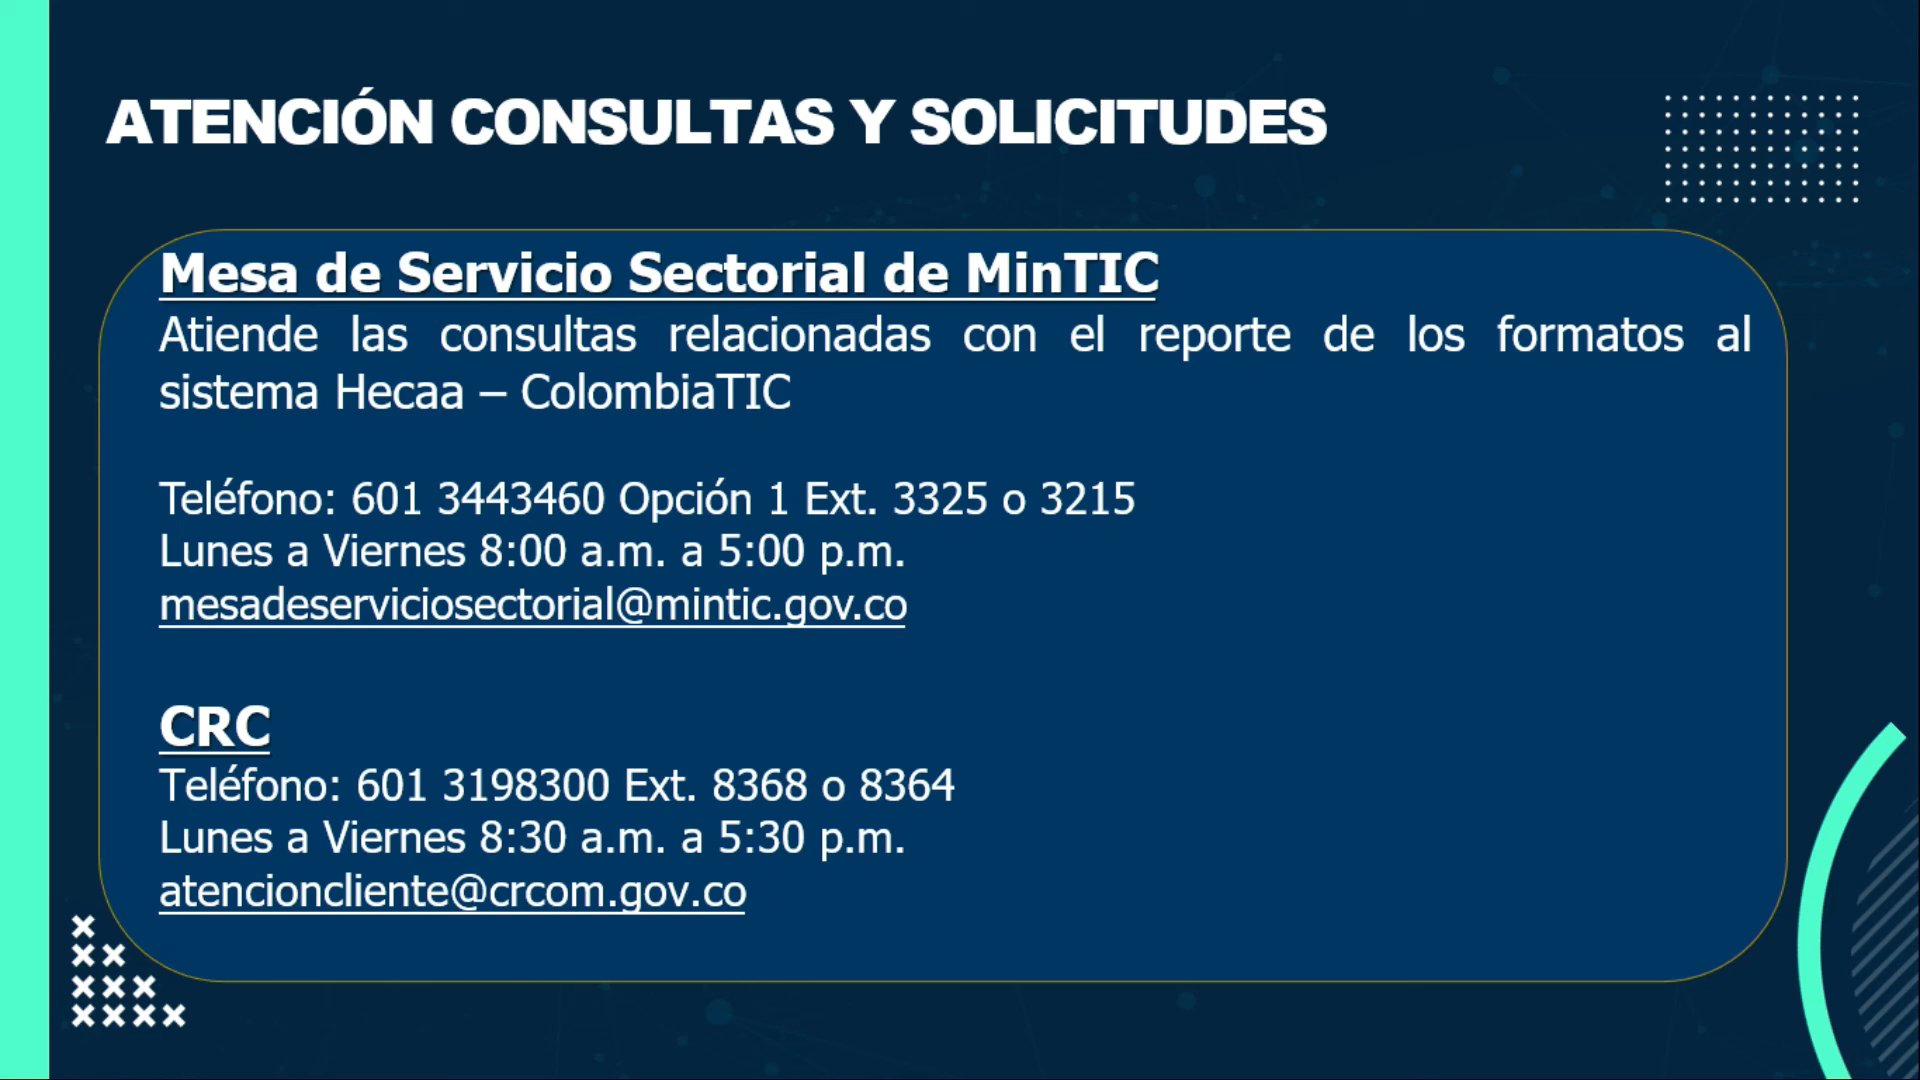 ATENCIÓN CONSULTAS Y SOLICITUDES
Mesa de Servicio Sectorial de MinTIC
Atiende las consultas relacionadas con el reporte de los formatos al
sistema Hecaa – ColombiaTIC
Teléfono: 601 3443460 Opción 1 Ext. 3325 o 3215
Lunes a Viernes 8:00 a.m. a 5:00 p.m.
mesadeserviciosectorial@mintic.gov.co
CRC
Teléfono: 601 3198300 Ext. 8368 o 8364
Lunes a Viernes 8:30 a.m. a 5:30 p.m.
atencioncliente@crcom.gov.co